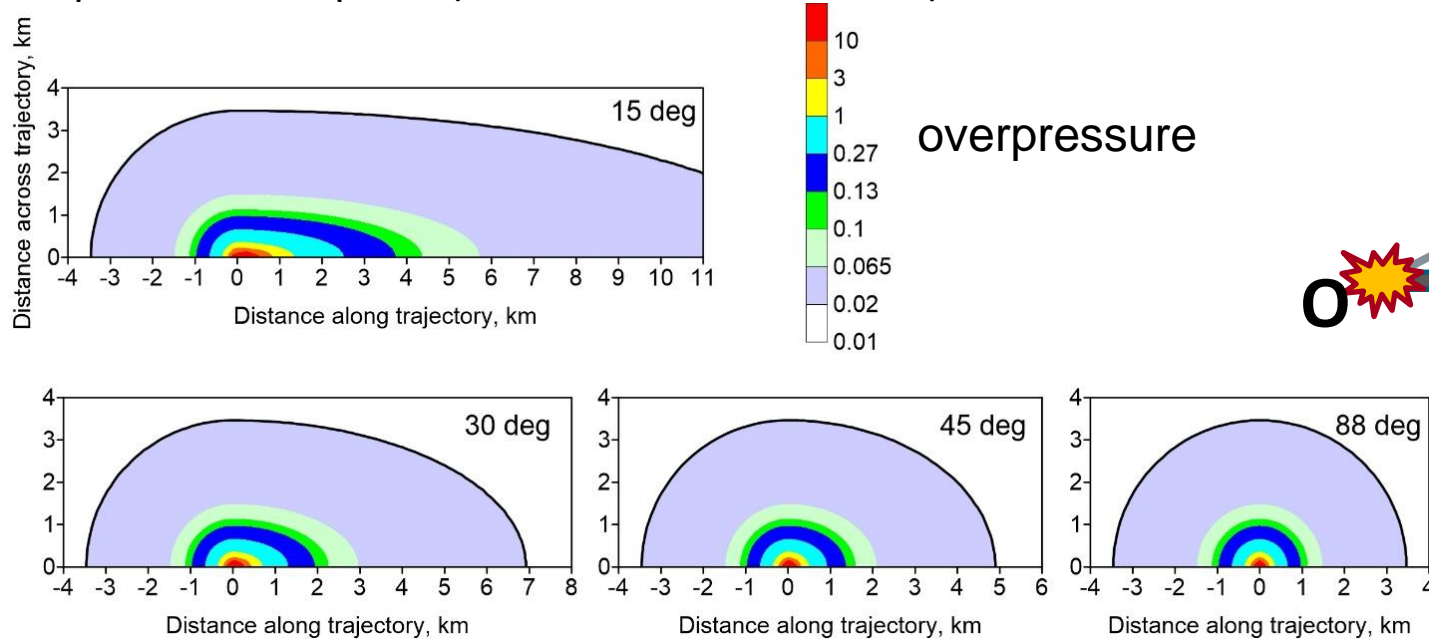 Distance across trajectory, km
4
3
2
1
0
15 deg
-4 -3 -2 -1 0 1 2 3 4 5 6 7 8 9 10 11
Distance along trajectory, km
10
3
1
0.27
0.13
0.1
0.065
0.02
0.01
overpressure
O
4
3
2
1
0
30 deg
-4 -3 -2 -1 0 1 2 3 4 5 6 7 8
Distance along trajectory, km
4
3
2
1
0
45 deg
-4 -3 -2 -1 0 1 2 3 4 5 6
Distance along trajectory, km
4
3
2
1
0
88 deg
-4 -3 -2 -1 0 1 2 3 4
Distance along trajectory, km